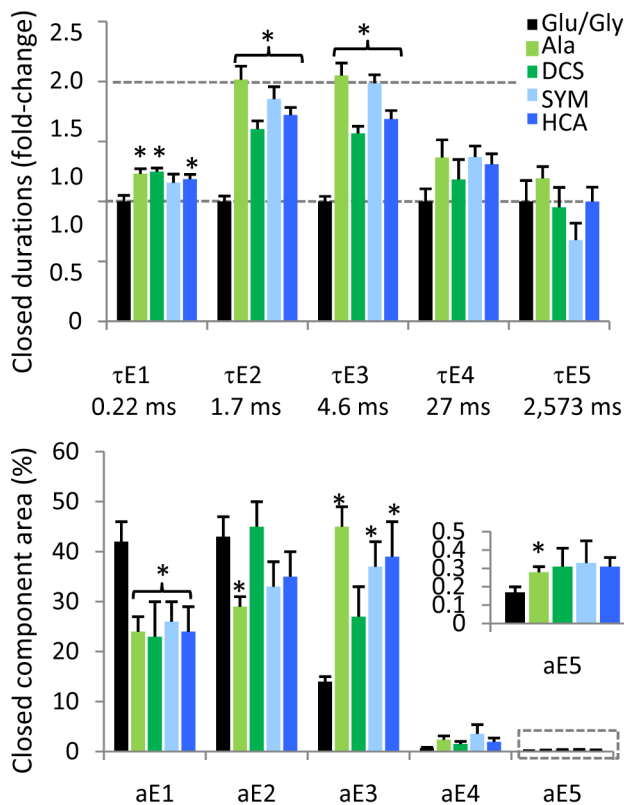 Closed durations (fold-change)
2.5
2.0
1.5
1.0
1.0
0.5
0
* * *
*
*
Glu/Gly
Ala
DCS
SYM
HCA
τE1 τE2 τE3 τE4 τE5
0.22 ms 1.7 ms 4.6 ms 27 ms 2,573 ms
Closed component area (%)
60
50
40
30
20
10
0
*
*
* * *
0.5
0.4
0.3
0.2
0.1
0
*
aE5
aE1 aE2 aE3 aE4 aE5